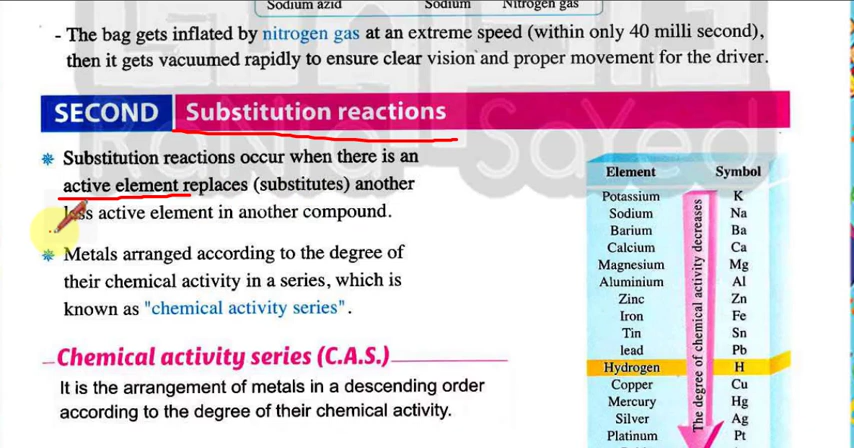 Sodium azid Sodium Nitrogen gas
- The bag gets inflated by nitrogen gas at an extreme speed (within only 40 milli second),
then it gets vacuumed rapidly to ensure clear vision and proper movement for the driver.
SECOND Substitution reactions
Rania Sayed
Substitution reactions occur when there is an
active element replaces (substitutes) another
less active element in another compound.
Metals arranged according to the degree of
their chemical activity in a series, which is
known as "chemical activity series".
Chemical activity series (C.A.S.)
It is the arrangement of metals in a descending order
according to the degree of their chemical activity.
Element Symbol
Potassium K
Sodium Na
Barium Ba
Calcium Ca
Magnesium Mg
Aluminium Al
Zinc Zn
Iron Fe
Tin Sn
lead Pb
Hydrogen H
Copper Cu
Mercury Hg
Silver Ag
Platinum Pt
The degree of chemical activity decreases